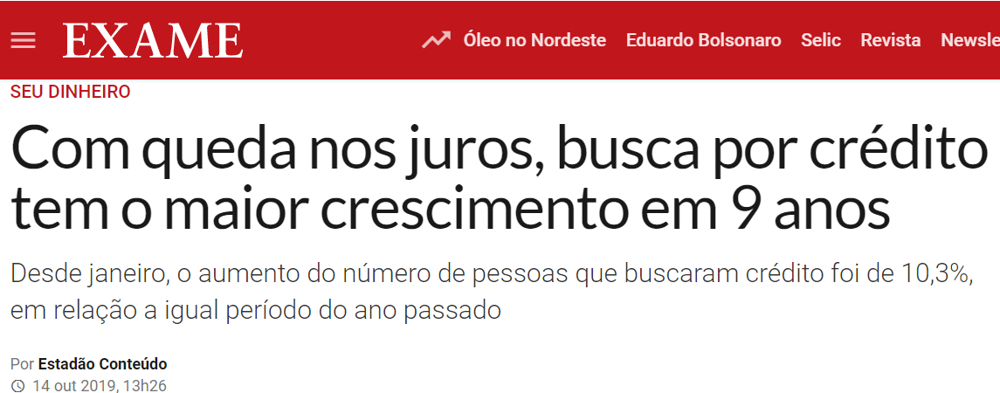 EXAME
Óleo no Nordeste Eduardo Bolsonaro Selic Revista Newsle
SEU DINHEIRO
Com queda nos juros, busca por crédito
tem o maior crescimento em 9 anos
Desde janeiro, o aumento do número de pessoas que buscaram crédito foi de 10,3%,
em relação a igual período do ano passado
Por Estadão Conteúdo
14 out 2019, 13h26